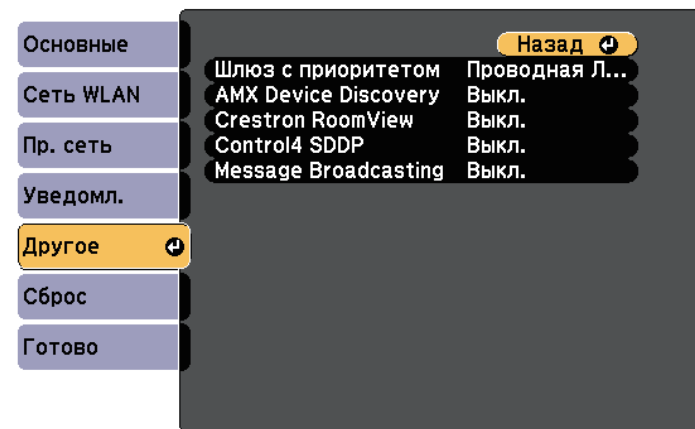 Основные
Сеть WLAN
Пр. сеть
Уведомл.
Другое
Сброс
Готово
Назад
Шлюз с приоритетом Проводная Л...
AMX Device Discovery Выкл.
Crestron RoomView Выкл.
Control4 SDDP Выкл.
Message Broadcasting Выкл.